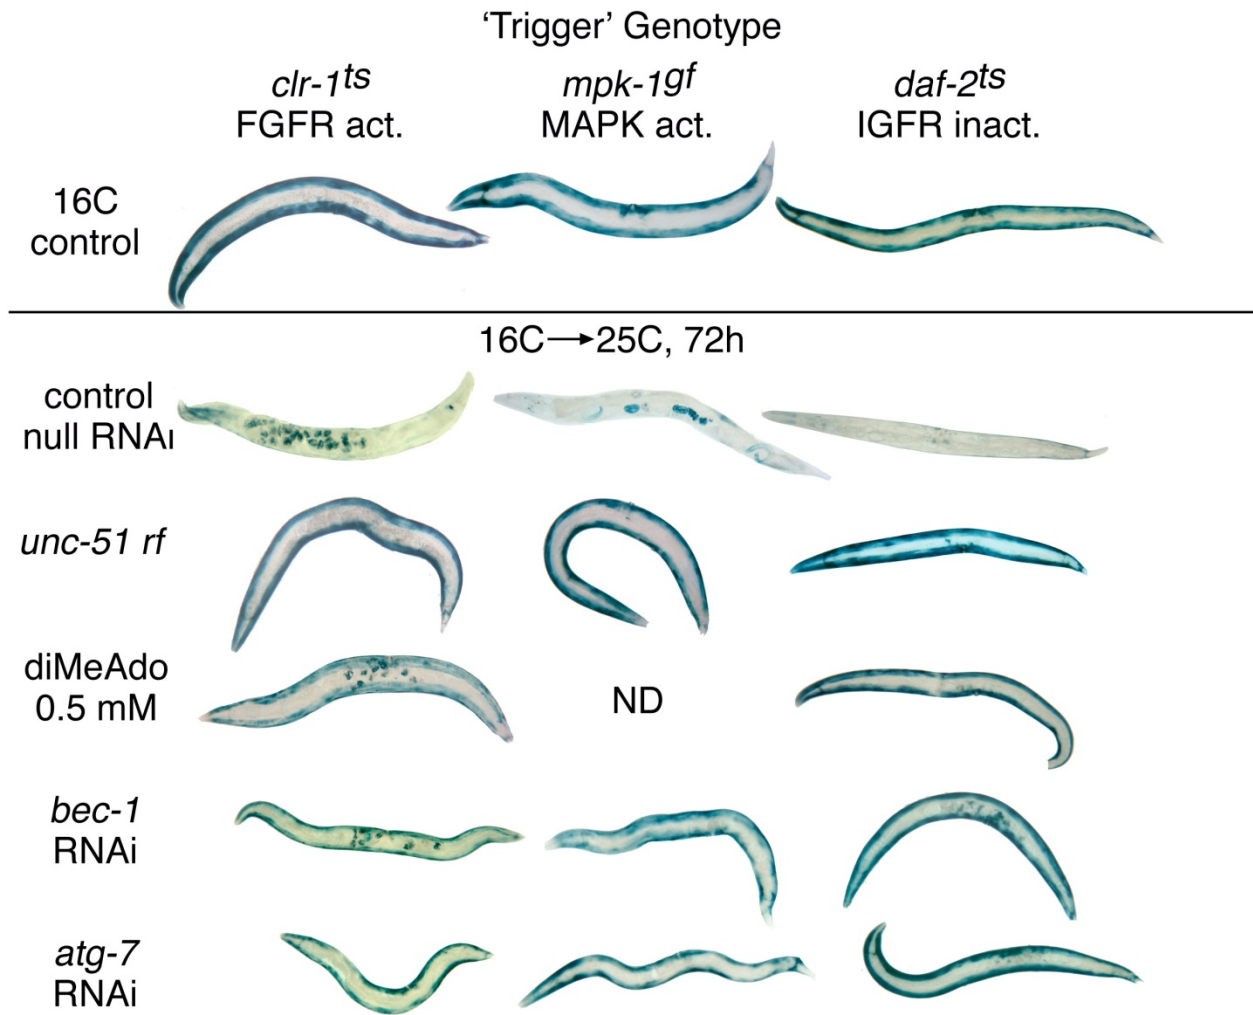 ‘Trigger’ Genotype
clr-1ts mpk-1gf daf-2ts
FGFR act. MAPK act. IGFR inact.
16C
control
16C→25C, 72h
control
null RNAi
unc-51 rf
diMeAdo
0.5 mM
ND
bec-1
RNAi
atg-7
RNAi